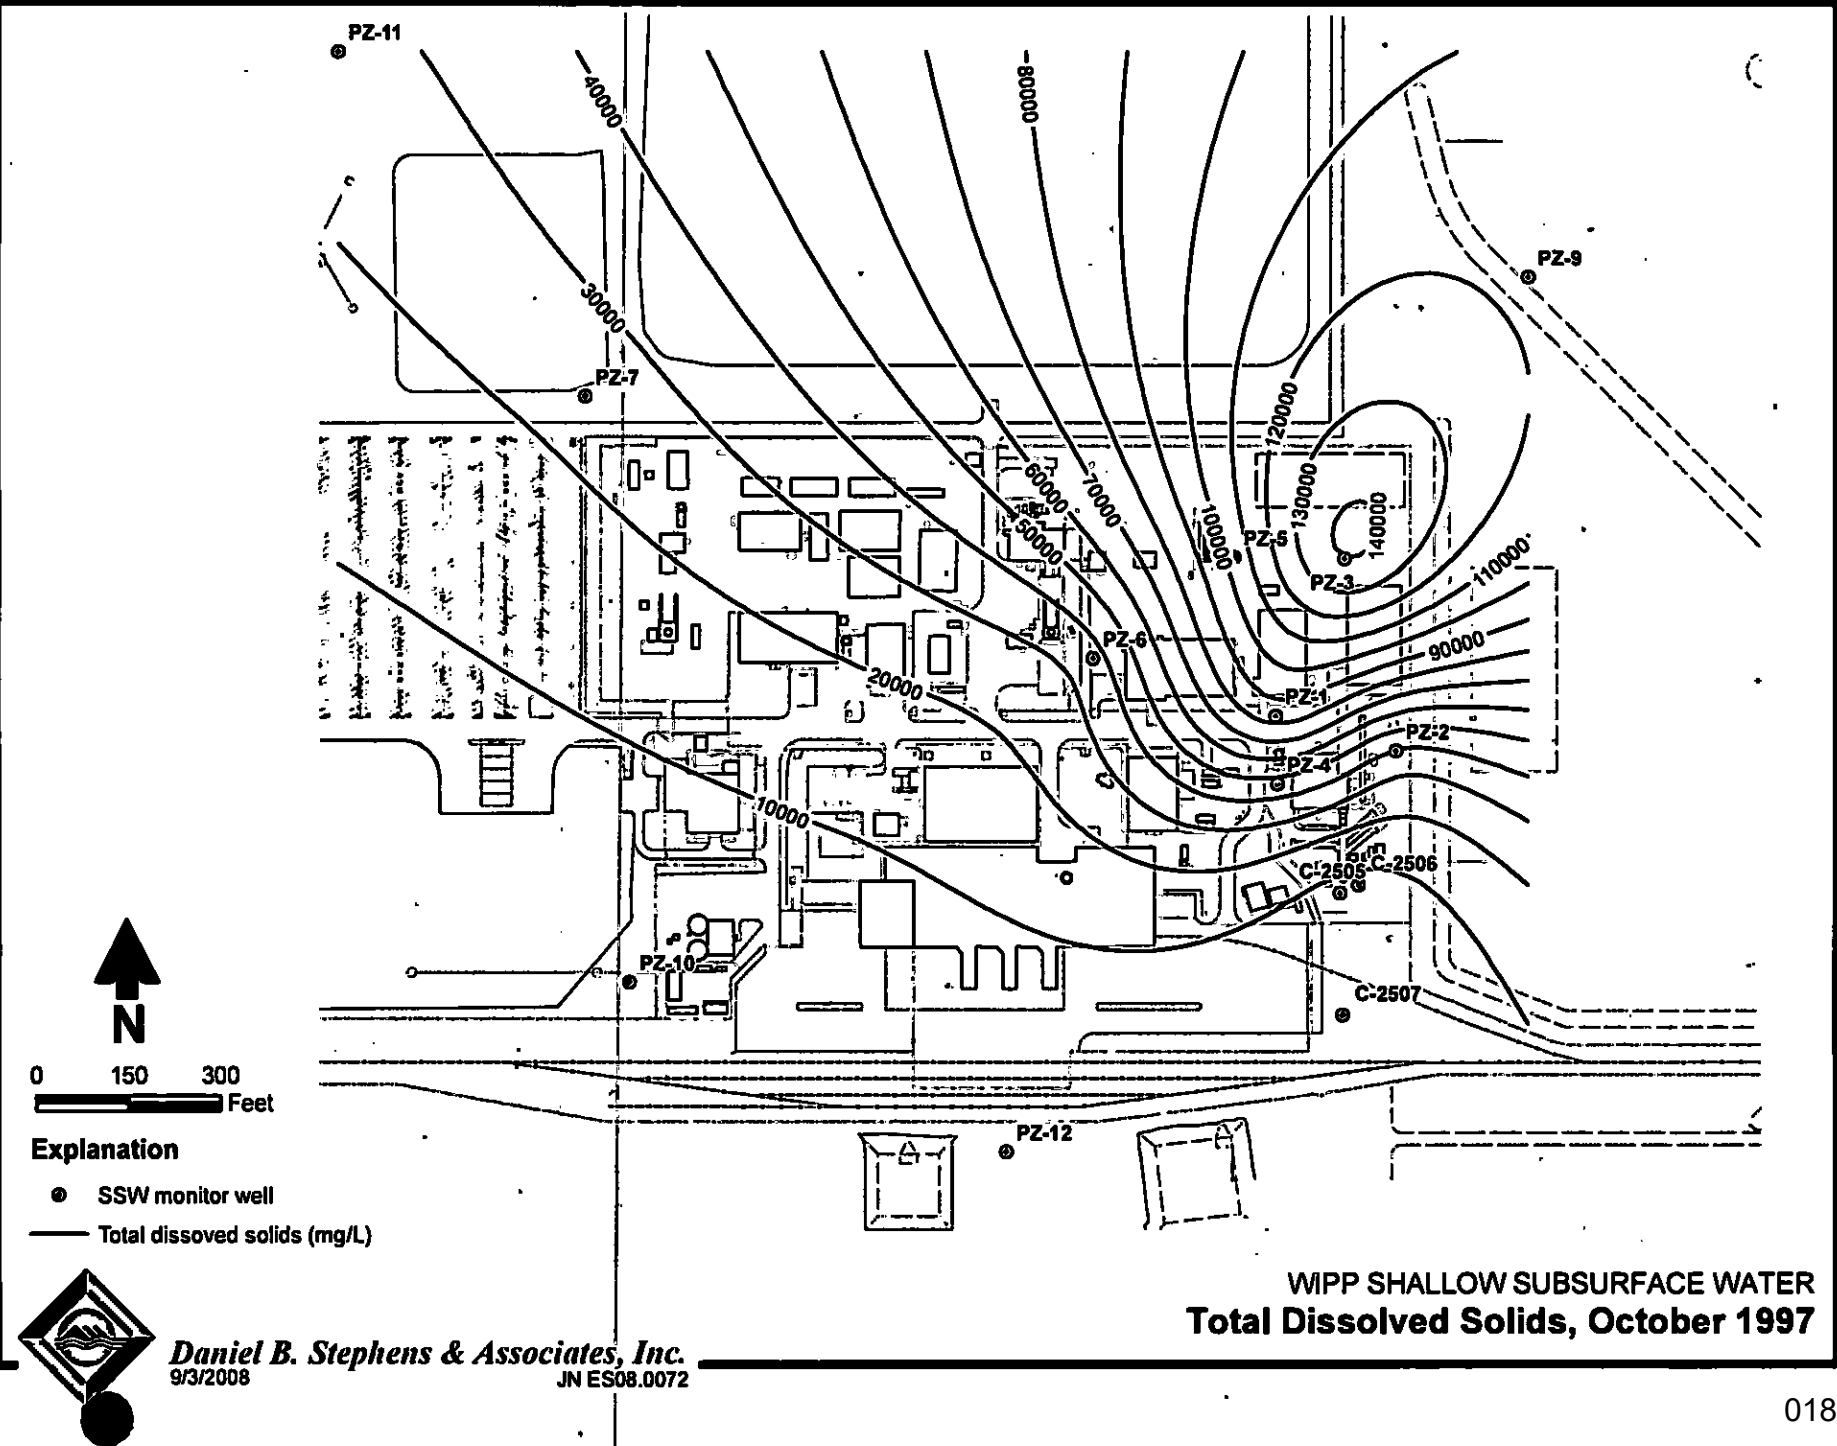 PZ-11
40000
80000
PZ-9
30000
PZ-7
120000
60000
70000
130000
50000
100000
PZ-5
140000
PZ-3
110000
PZ-6
90000
20000
PZ-1
PZ-2
PZ-4
10000
C-2505
C-2506
PZ-10
C-2507
N
0 150 300
Feet
PZ-12
Explanation
SSW monitor well
Total dissoved solids (mg/L)
WIPP SHALLOW SUBSURFACE WATER
Total Dissolved Solids, October 1997
Daniel B. Stephens & Associates, Inc.
9/3/2008
JN ES08.0072
018